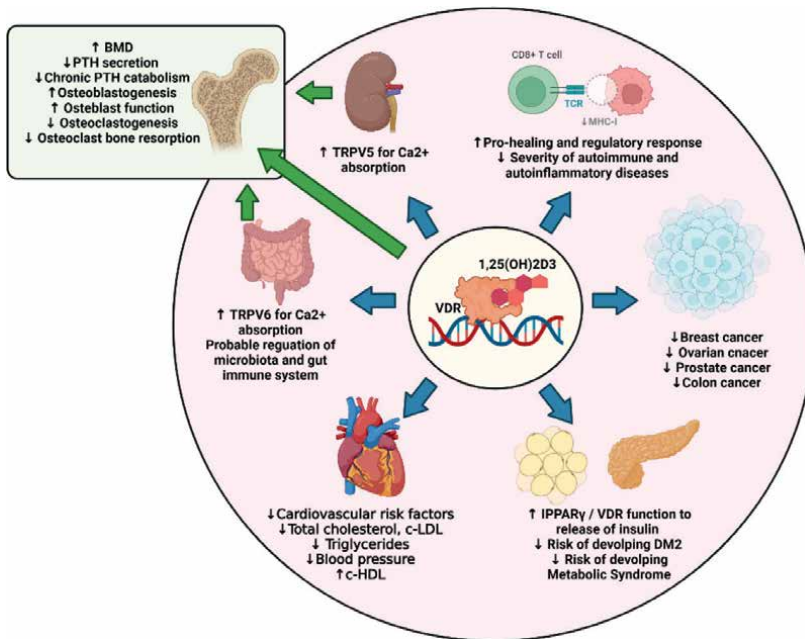 ↑ BMD
↓PTH secretion
↓Chronic PTH catabolism
↑Osteoblastogenesis
↑ Osteblast function
↓ Osteoclastogenesis
↓ Osteoclast bone resorption
↑ TRPV5 for Ca2+
absorption
CD8+ T cell
TCR
↓MHC-I
↑Pro-healing and regulatory response
↓ Severity of autoimmune and
autoinflammatory diseases
↑ TRPV6 for Ca2+
absorption
Probable reguation of
microbiota and gut
immune system
1,25(OH)2D3
VDR
↓Breast cancer
↓ Ovarian cnacer
↓ Prostate cancer
↓Colon cancer
↓Cardiovascular risk factors
↓Total cholesterol, c-LDL
↓ Triglycerides
↓Blood pressure
↑c-HDL
↑ IPPARγ / VDR function to
release of insulin
↓ Risk of devolping DM2
↓ Risk of devolping
Metabolic Syndrome